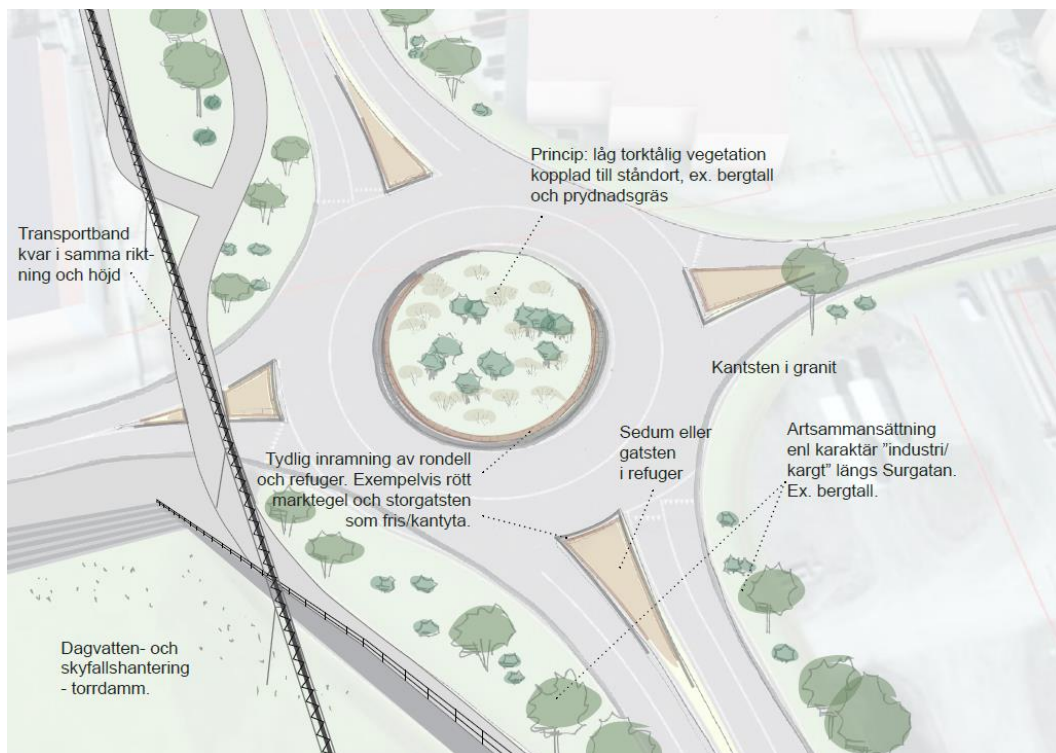 Princip: låg torktålig vegetation
kopplad till ståndort, ex. bergtall
och prydnadsgräs
Transportband
kvar i samma rikt-
ning och höjd
Kantsten i granit
Tydlig inramning av rondell
och refuger. Exempelvis rött
marktegel och storgatsten
som fris/kantyta.
Sedum eller
gatsten
i refuger
Artsammansättning
enl karaktär ”industri/
kargt” längs Surgatan.
Ex. bergtall.
Dagvatten- och
skyfallshantering
- torrdamm.